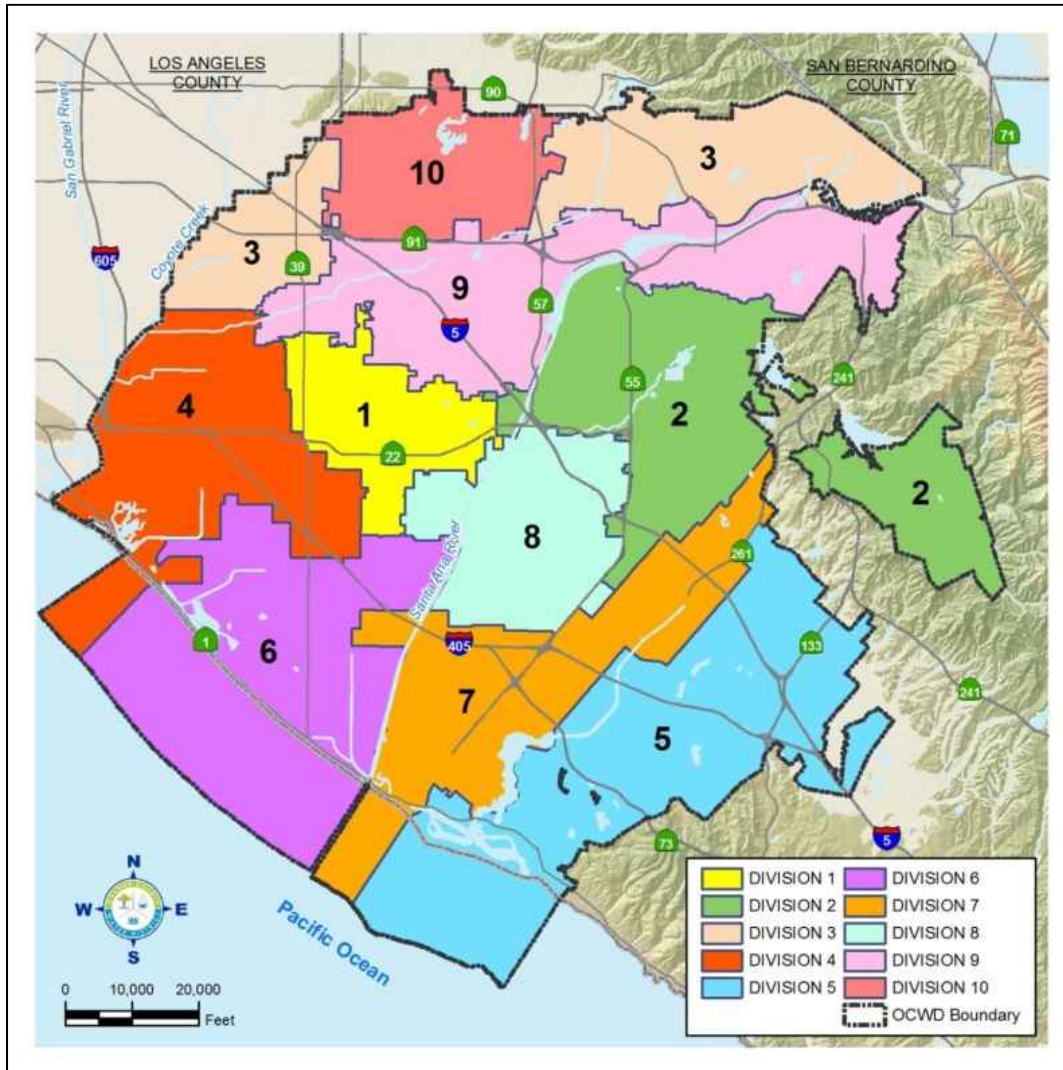 LOS ANGELES
COUNTY
SAN BERNARDINO
COUNTY
San Gabriel River
90
71
10
3
605
Coyote Creek
3
39
91
9
57
5
241
55
4
1
2
22
2
8
Santa Ana River
261
6
1
405
133
241
7
5
73
5
Pacific Ocean
N
W
E
S
0
10,000
20,000
Feet
DIVISION 1
DIVISION 2
DIVISION 3
DIVISION 4
DIVISION 5
DIVISION 6
DIVISION 7
DIVISION 8
DIVISION 9
DIVISION 10
OCWD Boundary